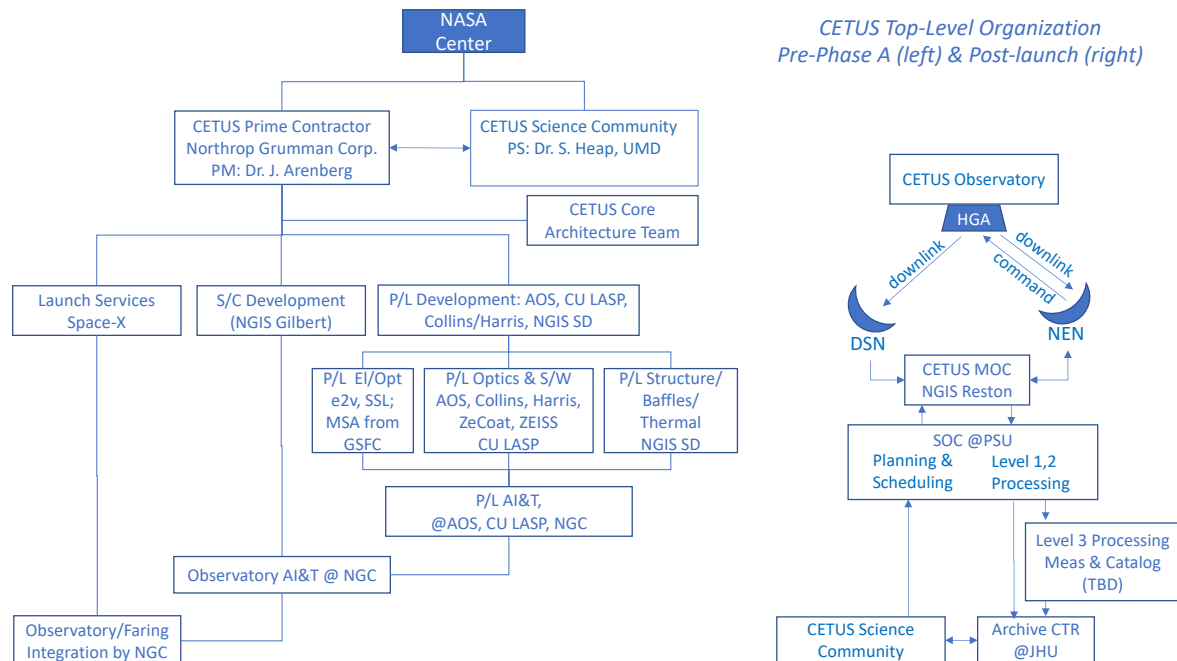 NASA
Center
CETUS Top-Level Organization
Pre-Phase A (left) & Post-launch (right)
CETUS Prime Contractor
Northrop Grumman Corp.
PM: Dr. J. Arenberg
CETUS Science Community
PS: Dr. S. Heap, UMD
CETUS Core
Architecture Team
Launch Services
Space-X
S/C Development
(NGIS Gilbert)
P/L Development: AOS, CU LASP,
Collins/Harris, NGIS SD
P/L El/Opt
e2v, SSL;
MSA from
GSFC
P/L Optics & S/W
AOS, Collins, Harris,
ZeCoat, ZEISS
CU LASP
P/L Structure/
Baffles/
Thermal
NGIS SD
P/L AI&T,
@AOS, CU LASP, NGC
Observatory AI&T @ NGC
Observatory/Faring
Integration by NGC
CETUS Observatory
HGA
downlink
downlink
command
DSN
NEN
CETUS MOC
NGIS Reston
SOC @PSU
Planning &
Scheduling
Level 1,2
Processing
Level 3 Processing
Meas & Catalog
(TBD)
CETUS Science
Community
Archive CTR
@JHU